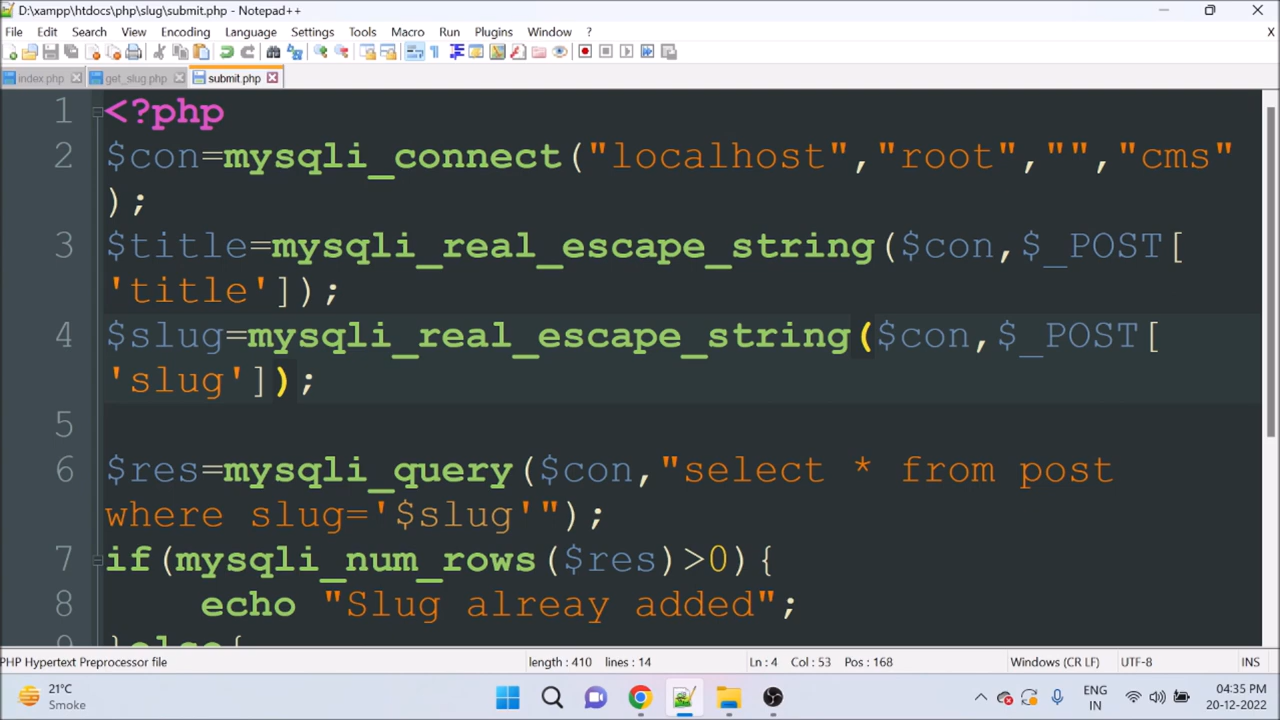 D:\xampp\htdocs\php\slug\submit.php - Notepad++
File Edit Search View Encoding Language Settings Tools Macro Run Plugins Window ? X
index.php get_slug.php submit.php
1 <?php
2 $con=mysqli_connect("localhost","root","","cms"
);
3 $title=mysqli_real_escape_string($con,$_POST[
'title']);
4 $slug=mysqli_real_escape_string($con,$_POST[
'slug']);
5
6 $res=mysqli_query($con,"select * from post
where slug='$slug'");
7 if(mysqli_num_rows($res)>0){
8 echo "Slug alreay added";
9 }else{
PHP Hypertext Preprocessor file length : 410 lines : 14 Ln : 4 Col : 53 Pos : 168 Windows (CR LF) UTF-8 INS
21°C
Smoke
ENG
IN
04:35 PM
20-12-2022